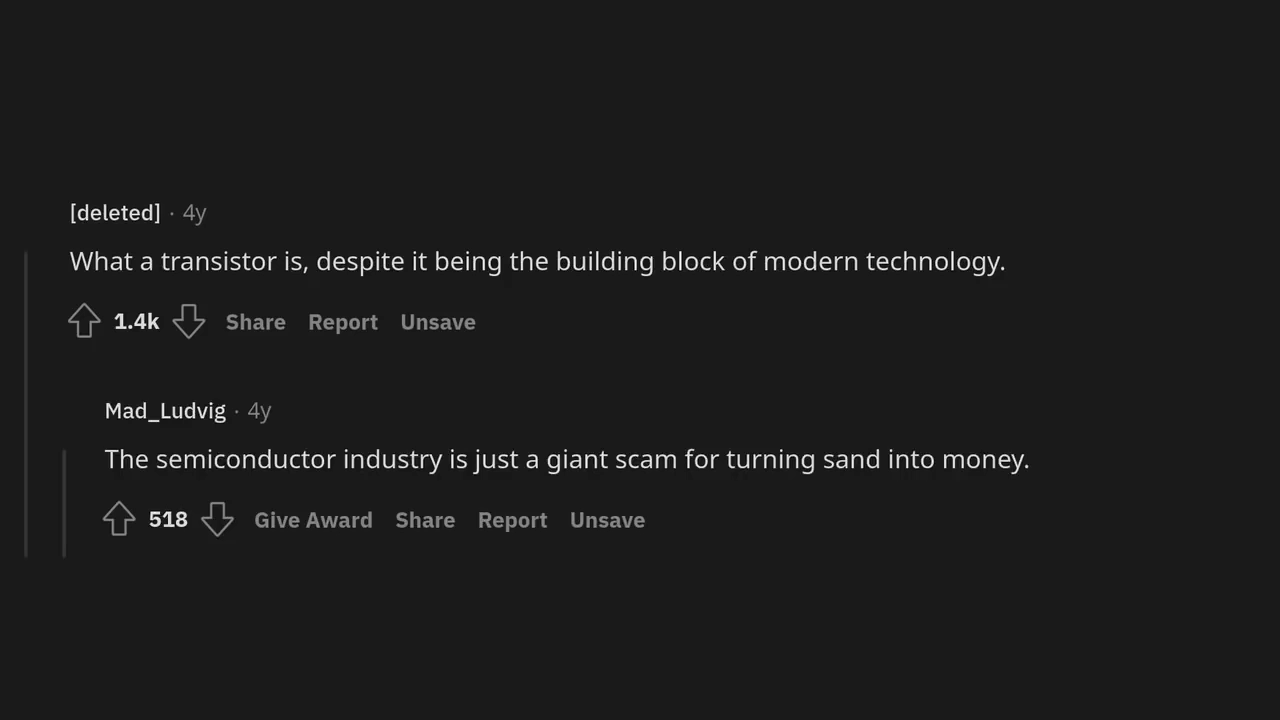 [deleted] · 4y
What a transistor is, despite it being the building block of modern technology.
1.4k Share Report Unsave
Mad_Ludvig · 4y
The semiconductor industry is just a giant scam for turning sand into money.
518 Give Award Share Report Unsave